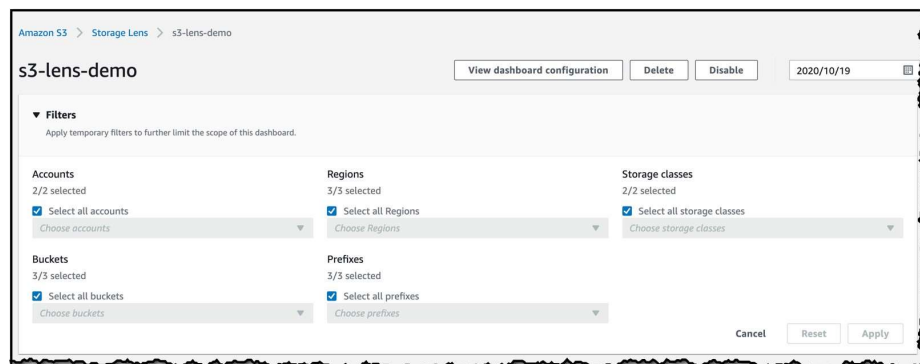 Amazon S3 > Storage Lens > s3-lens-demo
s3-lens-demo
View dashboard configuration Delete Disable 2020/10/19
▼ Filters
Apply temporary filters to further limit the scope of this dashboard.
Accounts Regions Storage classes
2/2 selected 3/3 selected 2/2 selected
Select all accounts Select all Regions Select all storage classes
Choose accounts Choose Regions Choose storage classes
Buckets Prefixes
3/3 selected 3/3 selected
Select all buckets Select all prefixes
Choose buckets Choose prefixes
Cancel Reset Apply